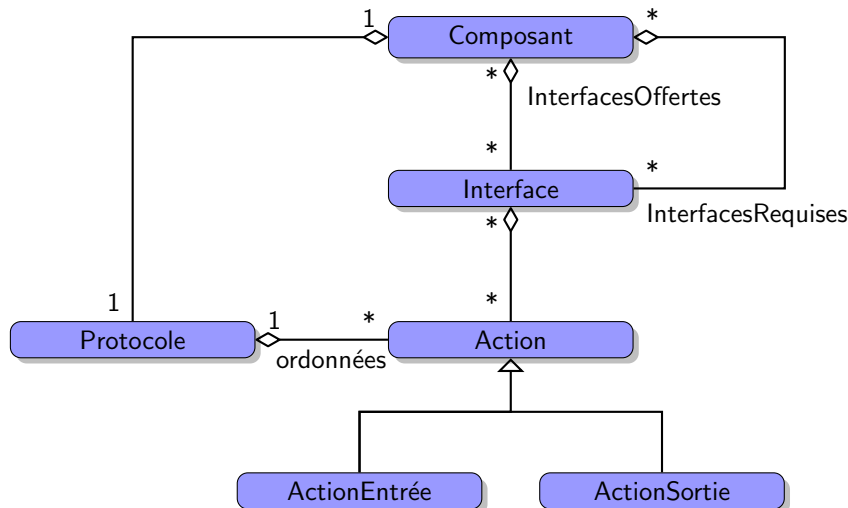 1
Composant
*
*
InterfacesOffertes
*
*
Interface
*
InterfacesRequises
1
*
Protocole
1
*
ordonnées
Action
ActionEntrée
ActionSortie